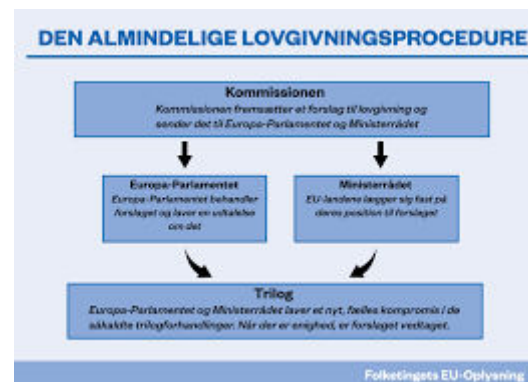 DEN ALMINDELIGE LOVGIVNINGSPROCEDURE
Kommissionen
Kommissionen fremsætter et forslag til lovgivning og
sender det til Europa-Parlamentet og Ministerrådet
Europa-Parlamentet
Europa-Parlamentet behandler
forslaget og laver en udtalelse
om det
Ministerrådet
EU-landene lægger sig fast på
deres position til forslaget
Trilog
Europa-Parlamentet og Ministerrådet laver et nyt, fælles kompromis i de
såkaldte trilogforhandlinger. Når der er enighed, er forslaget vedtaget.
Folketingets EU-Oplysning